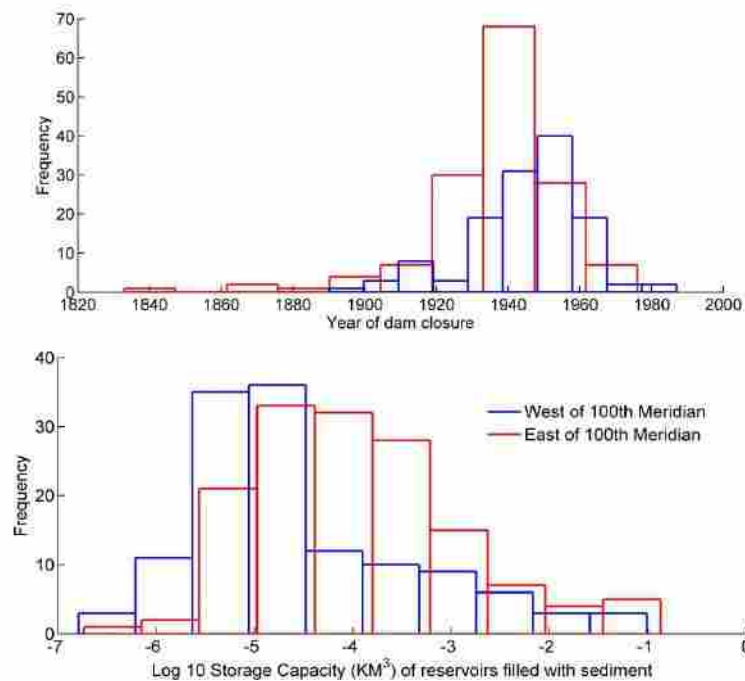 70
60
50
40
30
20
10
0
Frequency
1820 1840 1860 1880 1900 1920 1940 1960 1980 2000
Year of dam closure
40
30
20
10
0
Frequency
West of 100th Meridian
East of 100th Meridian
-7 -6 -5 -4 -3 -2 -1 0
Log 10 Storage Capacity (KM³) of reservoirs filled with sediment